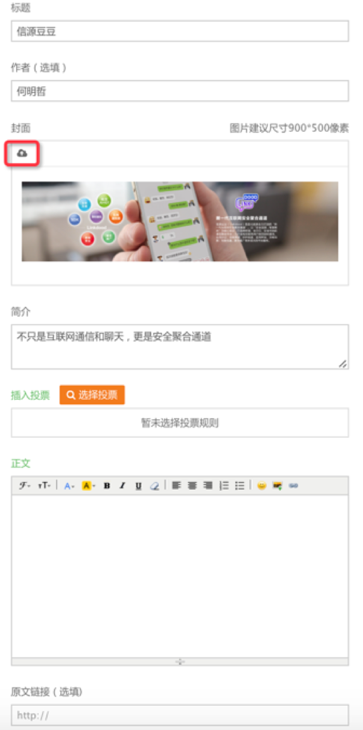 标题
信源豆豆
作者（选填）
何明哲
封面 图片建议尺寸900*500像素
简介
不只是互联网通信和聊天，更是安全聚合通道
插入投票 选择投票
暂未选择投票规则
正文
原文链接（选填)
http://